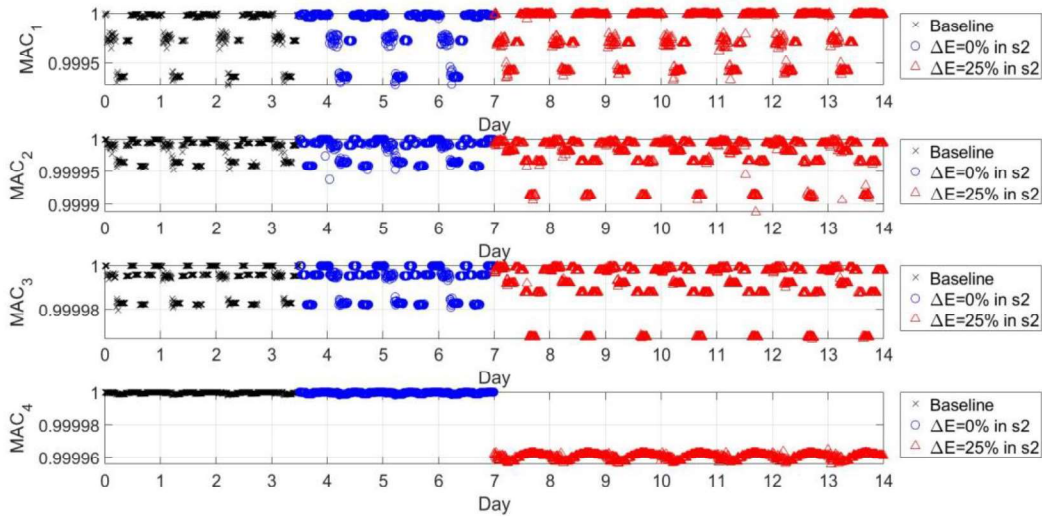 MAC1
1
0.9995
0 1 2 3 4 5 6 7 8 9 10 11 12 13 14
Day
Baseline
ΔE=0% in s2
ΔE=25% in s2
MAC2
1
0.99995
0.9999
0 1 2 3 4 5 6 7 8 9 10 11 12 13 14
Day
Baseline
ΔE=0% in s2
ΔE=25% in s2
MAC3
1
0.99998
0 1 2 3 4 5 6 7 8 9 10 11 12 13 14
Day
Baseline
ΔE=0% in s2
ΔE=25% in s2
MAC4
1
0.99998
0.99996
0 1 2 3 4 5 6 7 8 9 10 11 12 13 14
Day
Baseline
ΔE=0% in s2
ΔE=25% in s2